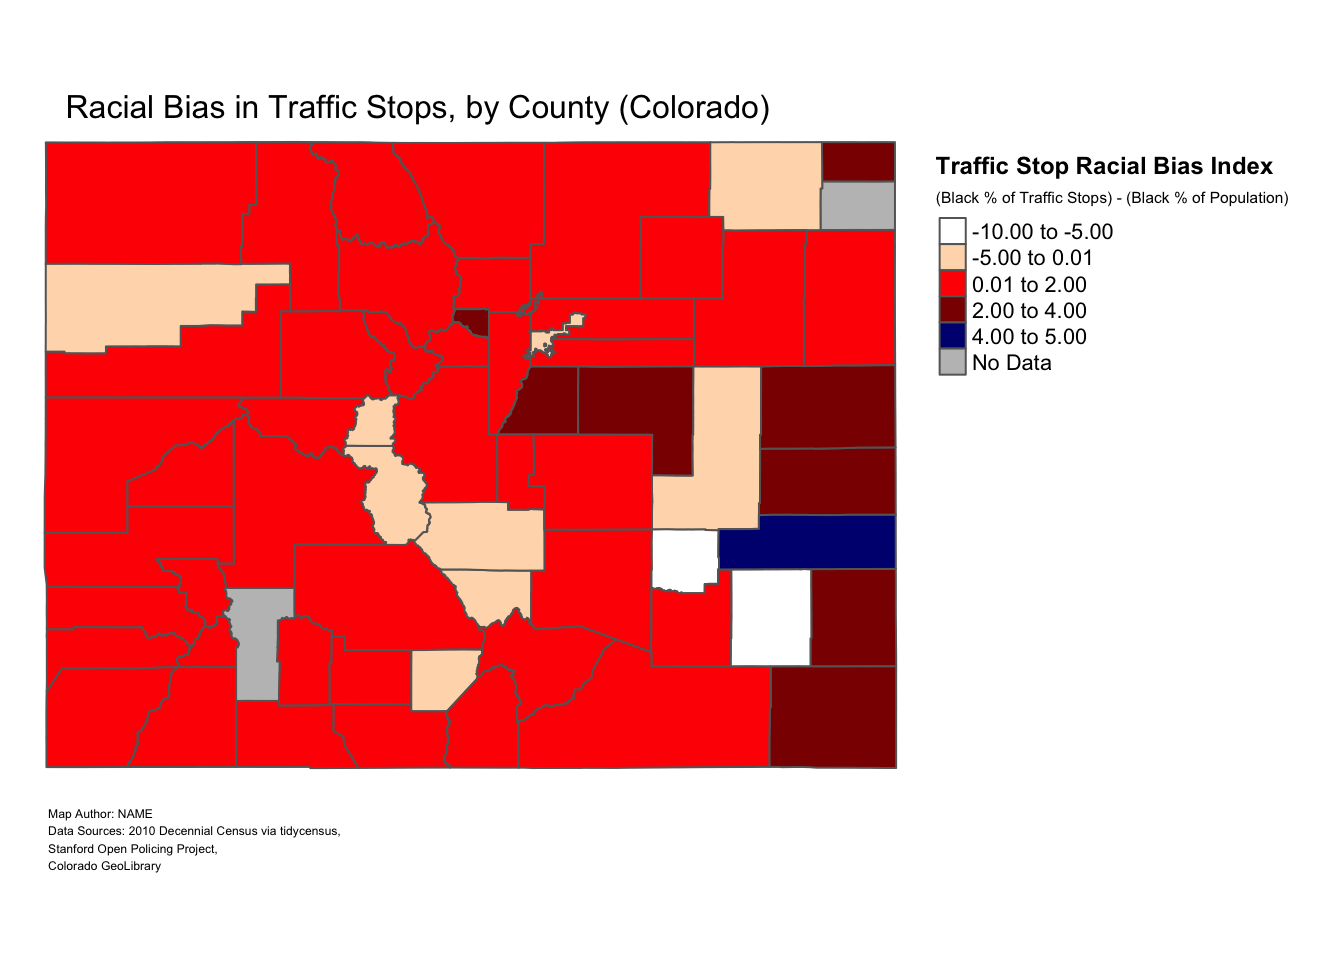 Racial Bias in Traffic Stops, by County (Colorado)
Traffic Stop Racial Bias Index
(Black % of Traffic Stops) - (Black % of Population)
-10.00 to -5.00
-5.00 to 0.01
0.01 to 2.00
2.00 to 4.00
4.00 to 5.00
No Data
Map Author: NAME
Data Sources: 2010 Decennial Census via tidycensus,
Stanford Open Policing Project,
Colorado GeoLibrary